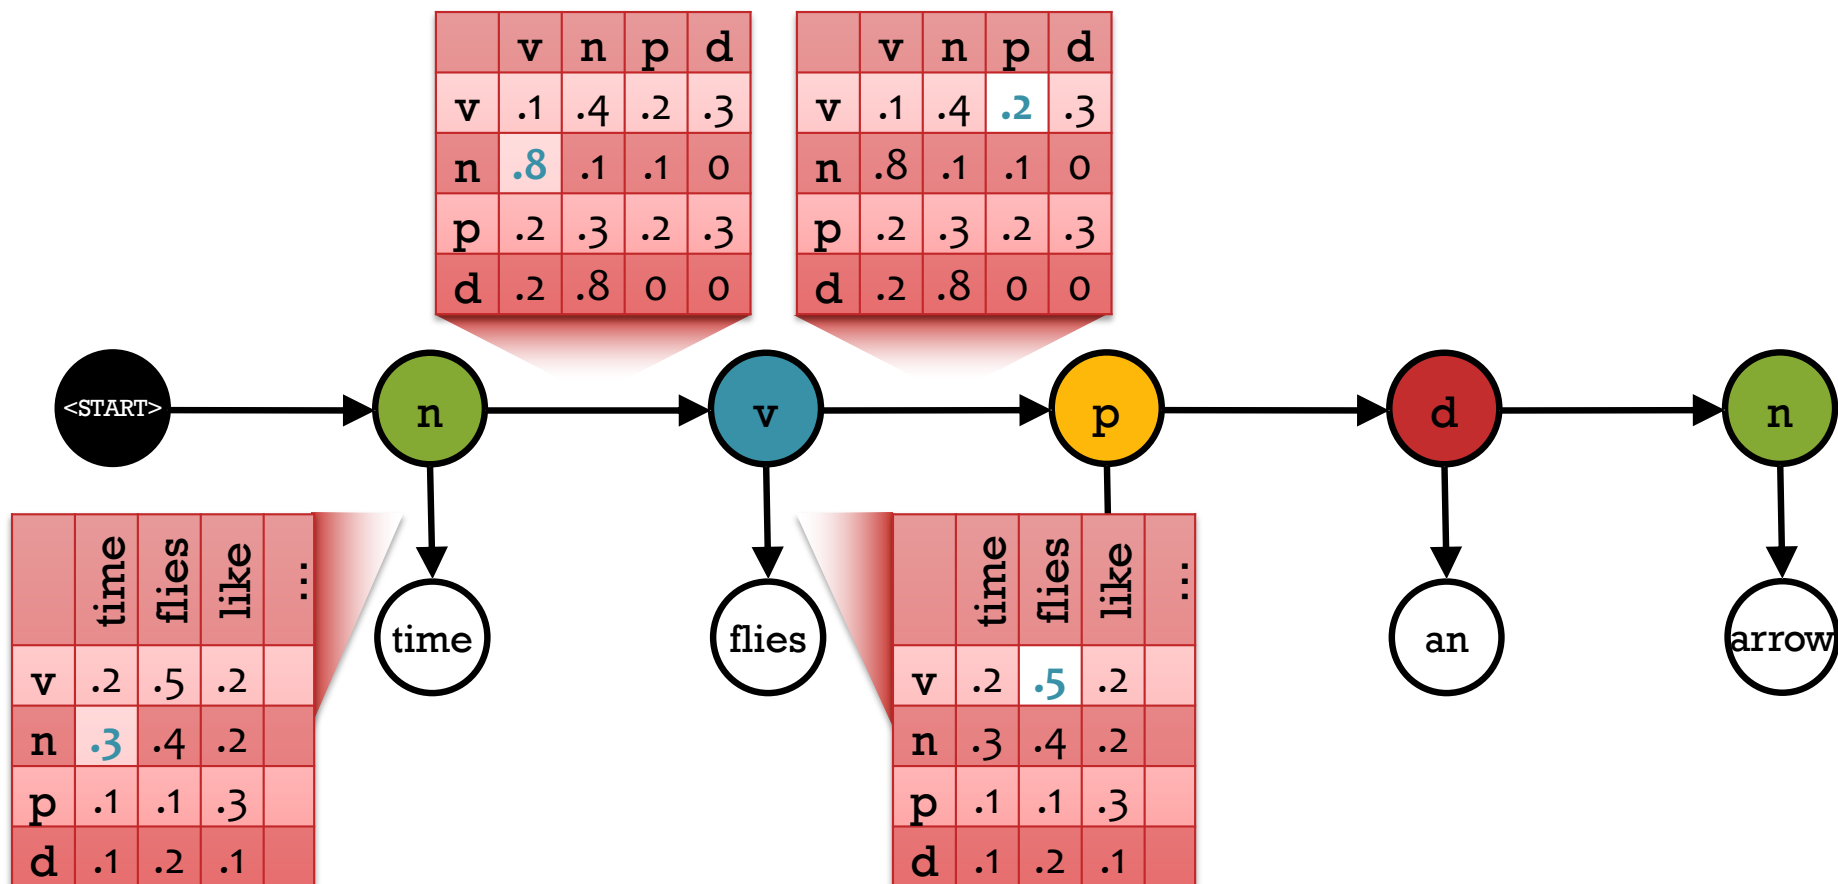 v n p d
v .1 .4 .2 .3
n .8 .1 .1 0
p .2 .3 .2 .3
d .2 .8 0 0
v n p d
v .1 .4 .2 .3
n .8 .1 .1 0
p .2 .3 .2 .3
d .2 .8 0 0
<START> n v p d n
time flies like ...
v .2 .5 .2
n .3 .4 .2
p .1 .1 .3
d .1 .2 .1
time flies an arrow
time flies like ...
v .2 .5 .2
n .3 .4 .2
p .1 .1 .3
d .1 .2 .1